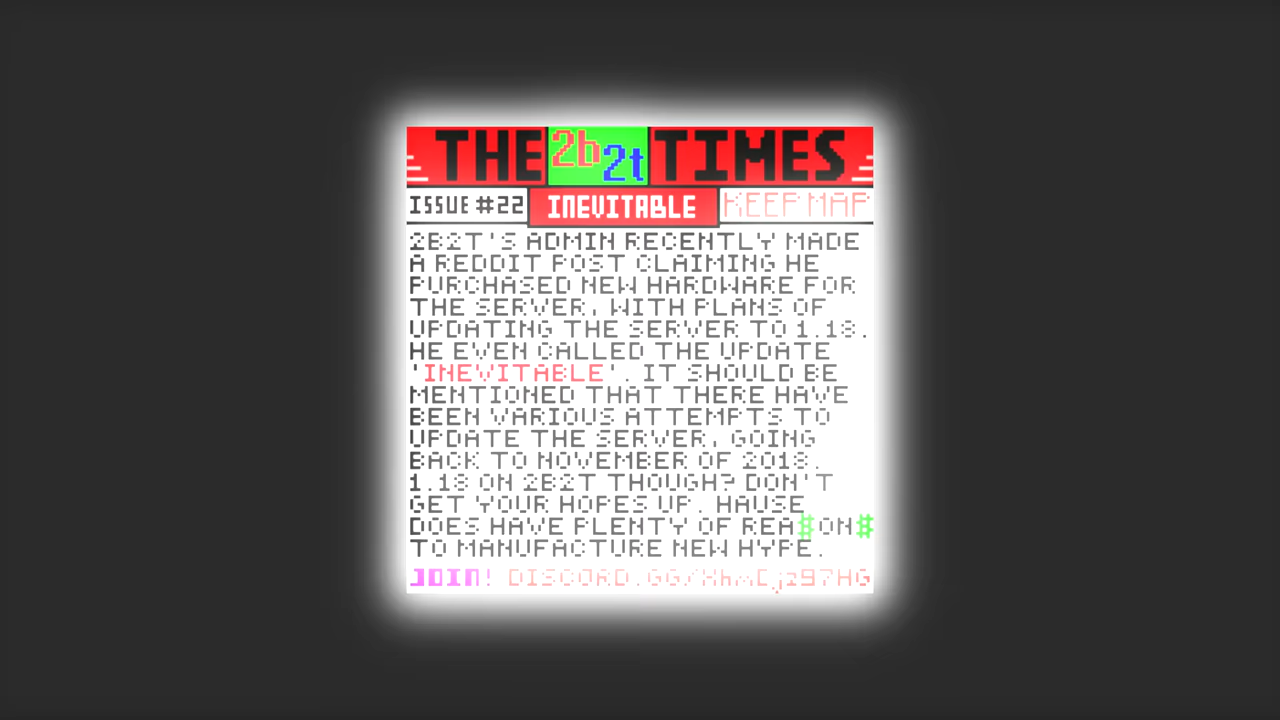 THE 2b2t TIMES
ISSUE #22 INEVITABLE KEEP MAP
2B2T'S ADMIN RECENTLY MADE
A REDDIT POST CLAIMING HE
PURCHASED NEW HARDWARE FOR
THE SERVER, WITH PLANS OF
UPDATING THE SERVER TO 1.18.
HE EVEN CALLED THE UPDATE
'INEVITABLE'. IT SHOULD BE
MENTIONED THAT THERE HAVE
BEEN VARIOUS ATTEMPTS TO
UPDATE THE SERVER, GOING
BACK TO NOVEMBER OF 2018.
1.18 ON 2B2T THOUGH? DON'T
GET YOUR HOPES UP. HAUSE
DOES HAVE PLENTY OF REA$ON$
TO MANUFACTURE NEW HYPE.
JOIN!